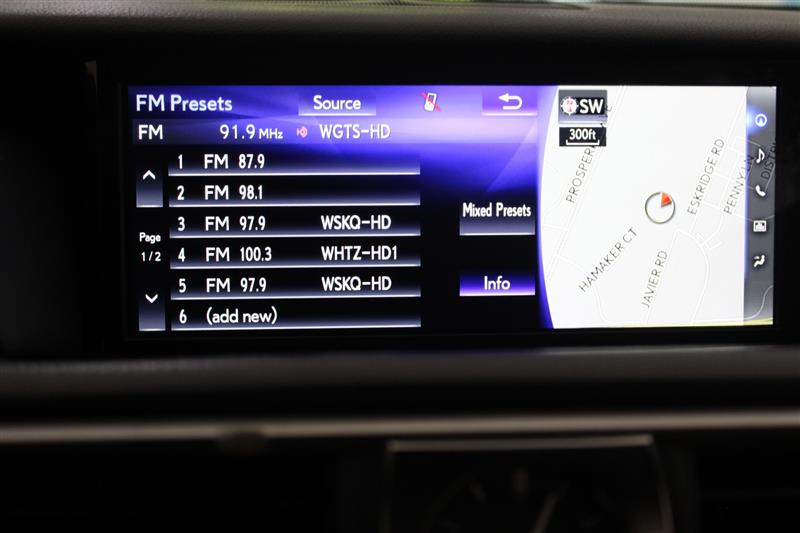 FM Presets
Source
FM 91.9 MHz WGTS-HD
1 FM 87.9
2 FM 98.1
3 FM 97.9 WSKQ-HD
4 FM 100.3 WHTZ-HD1
5 FM 97.9 WSKQ-HD
6 (add new)
Page
1/2
Mixed Presets
Info
SW
300ft
ESKRIDGE RD
PENNY LN
HAMAKER CT
JAVIER RD